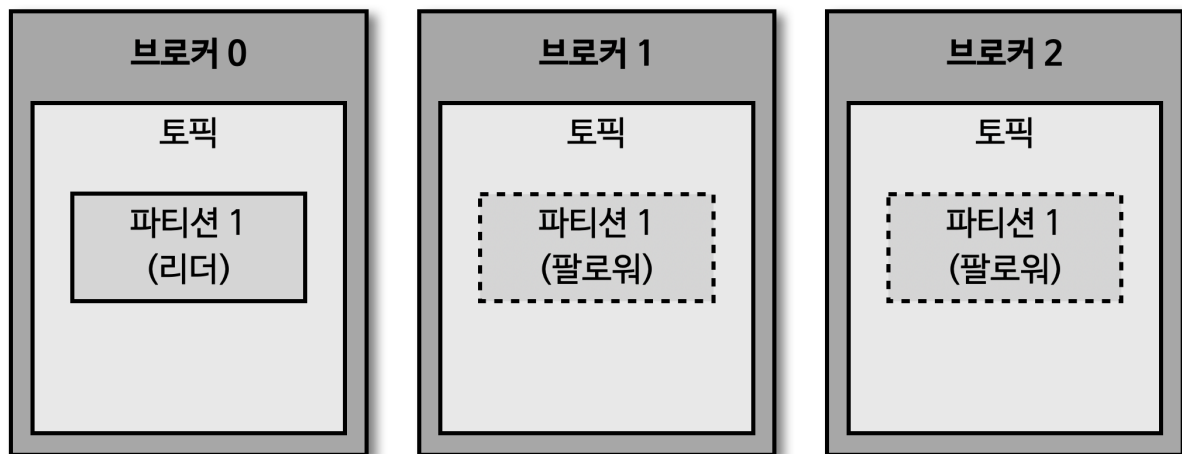 브로커 0
토픽
파티션 1
(리더)
브로커 1
토픽
파티션 1
(팔로워)
브로커 2
토픽
파티션 1
(팔로워)